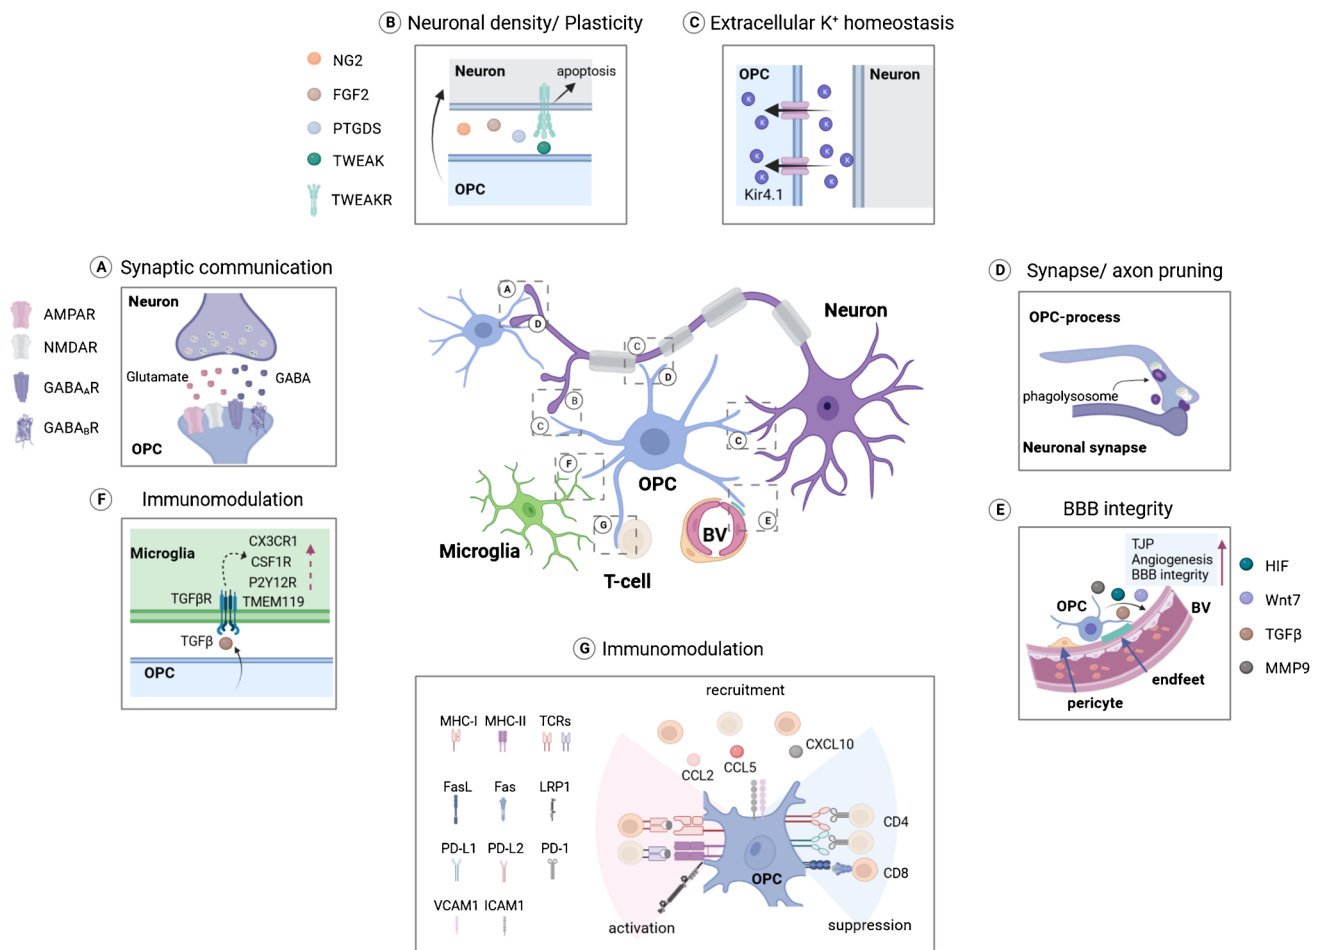 B Neuronal density/ Plasticity
NG2
FGF2
PTGDS
TWEAK
TWEAKR
Neuron
apoptosis
OPC
C Extracellular K⁺ homeostasis
OPC
Neuron
K
K
K
K
K
K
K
K
K
Kir4.1
A Synaptic communication
AMPAR
NMDAR
GABA_AR
GABA_BR
Neuron
Glutamate
GABA
OPC
A
D
C
D
B
C
C
F
G
E
Neuron
OPC
Microglia
T-cell
BV
D Synapse/ axon pruning
OPC-process
phagolysosome
Neuronal synapse
F Immunomodulation
Microglia
CX3CR1
CSF1R
P2Y12R
TMEM119
TGFβR
TGFβ
OPC
E BBB integrity
TJP
Angiogenesis
BBB integrity
OPC
BV
endfeet
pericyte
HIF
Wnt7
TGFβ
MMP9
G Immunomodulation
recruitment
MHC-I MHC-II TCRs
FasL Fas LRP1
PD-L1 PD-L2 PD-1
VCAM1 ICAM1
CCL2
CCL5
CXCL10
CD4
CD8
OPC
activation
suppression